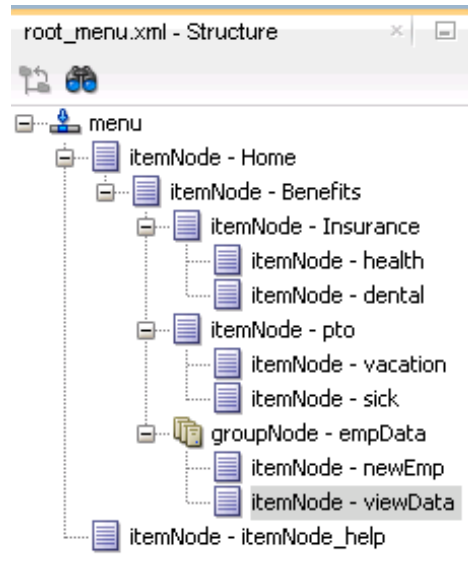 root_menu.xml - Structure
menu
itemNode - Home
itemNode - Benefits
itemNode - Insurance
itemNode - health
itemNode - dental
itemNode - pto
itemNode - vacation
itemNode - sick
groupNode - empData
itemNode - newEmp
itemNode - viewData
itemNode - itemNode_help